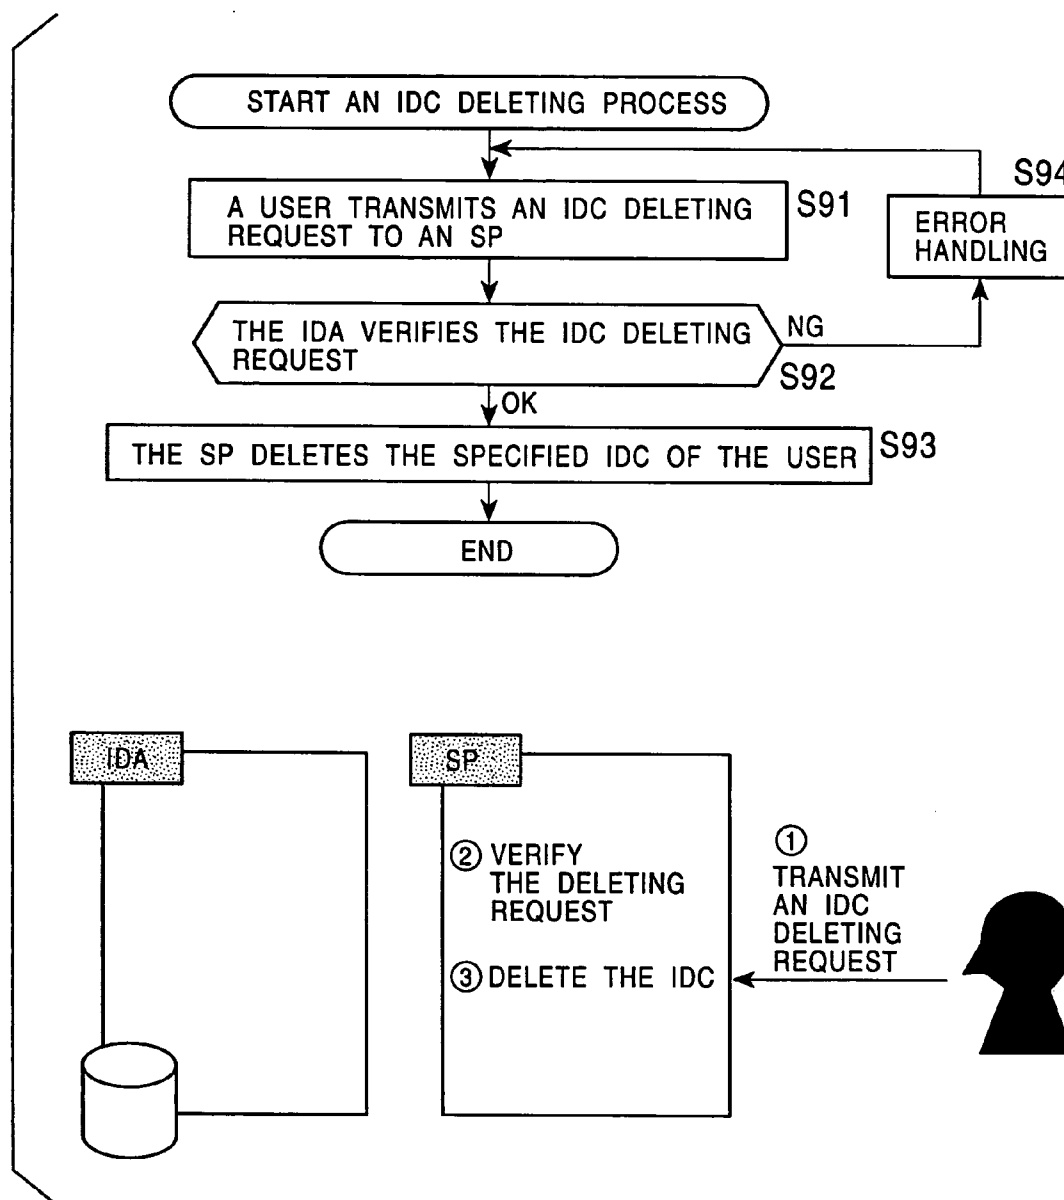 START AN IDC DELETING PROCESS
S94
A USER TRANSMITS AN IDC DELETING
REQUEST TO AN SP
S91
ERROR
HANDLING
THE IDA VERIFIES THE IDC DELETING
REQUEST
NG
S92
OK
THE SP DELETES THE SPECIFIED IDC OF THE USER
S93
END
IDA
SP
② VERIFY
THE DELETING
REQUEST
③ DELETE THE IDC
①
TRANSMIT
AN IDC
DELETING
REQUEST